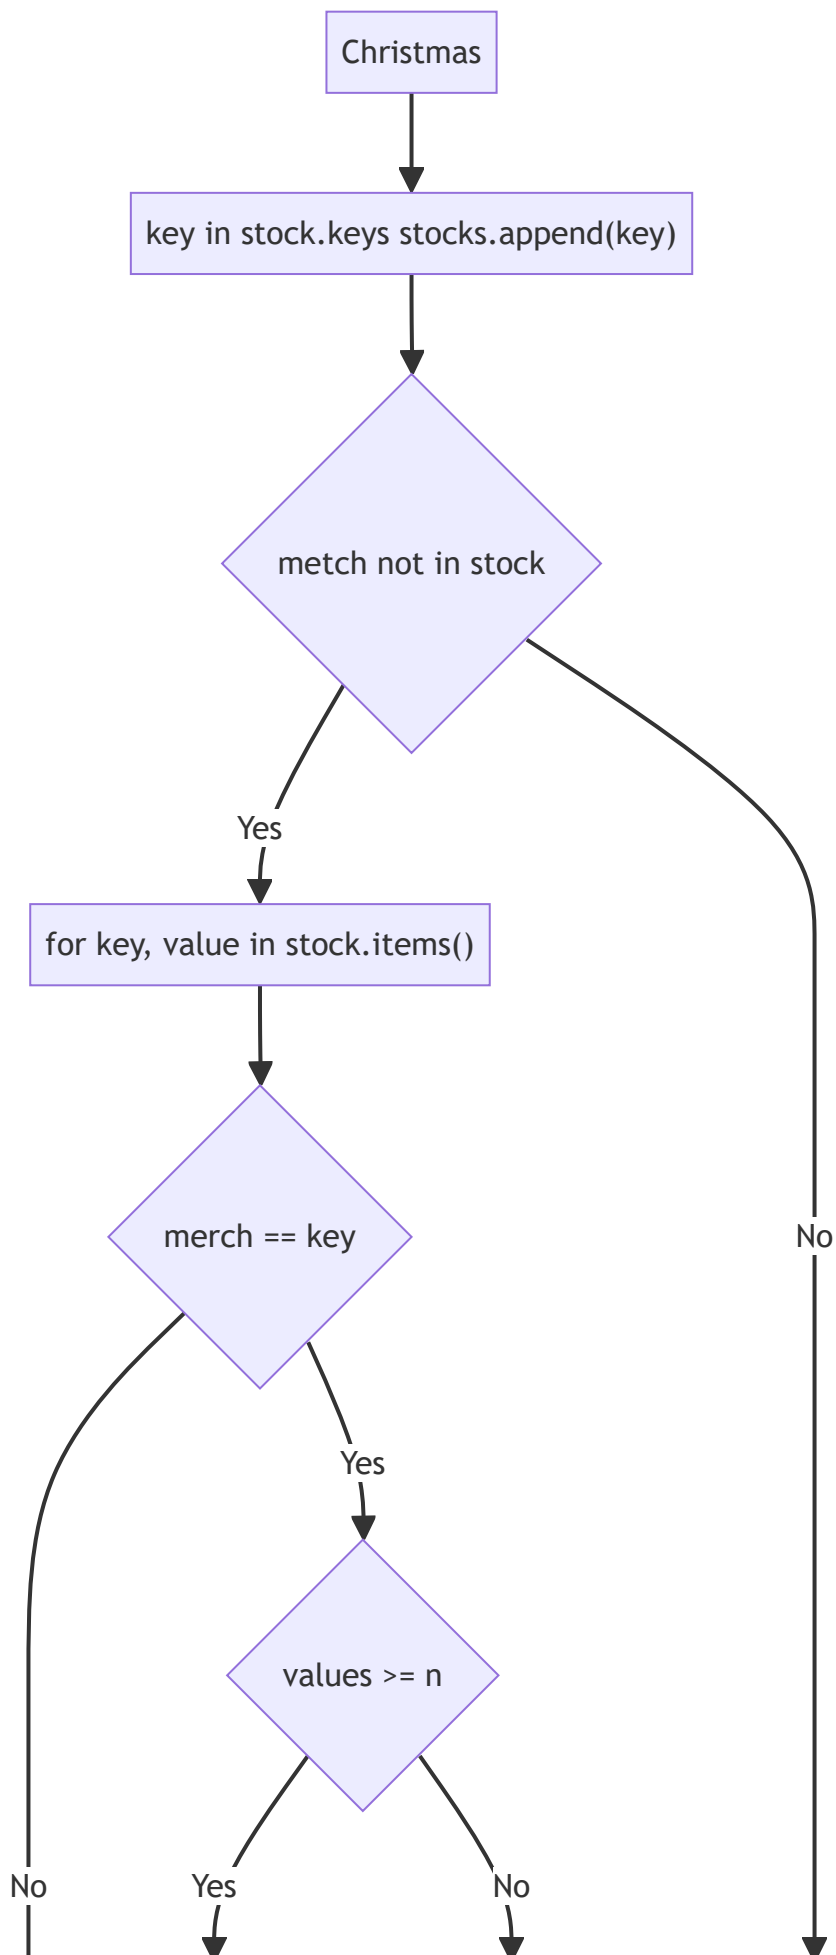 Christmas
key in stock.keys stocks.append(key)
metch not in stock
Yes
for key, value in stock.items()
merch == key
No
Yes
values >= n
No
Yes
No